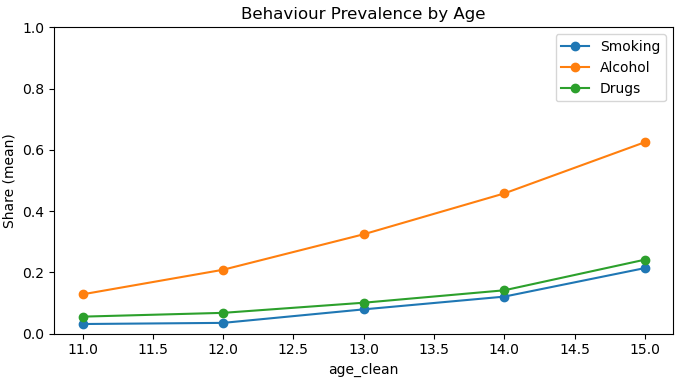 Behaviour Prevalence by Age
1.0
0.8
0.6
0.4
0.2
0.0
Share (mean)
Smoking
Alcohol
Drugs
11.0 11.5 12.0 12.5 13.0 13.5 14.0 14.5 15.0
age_clean